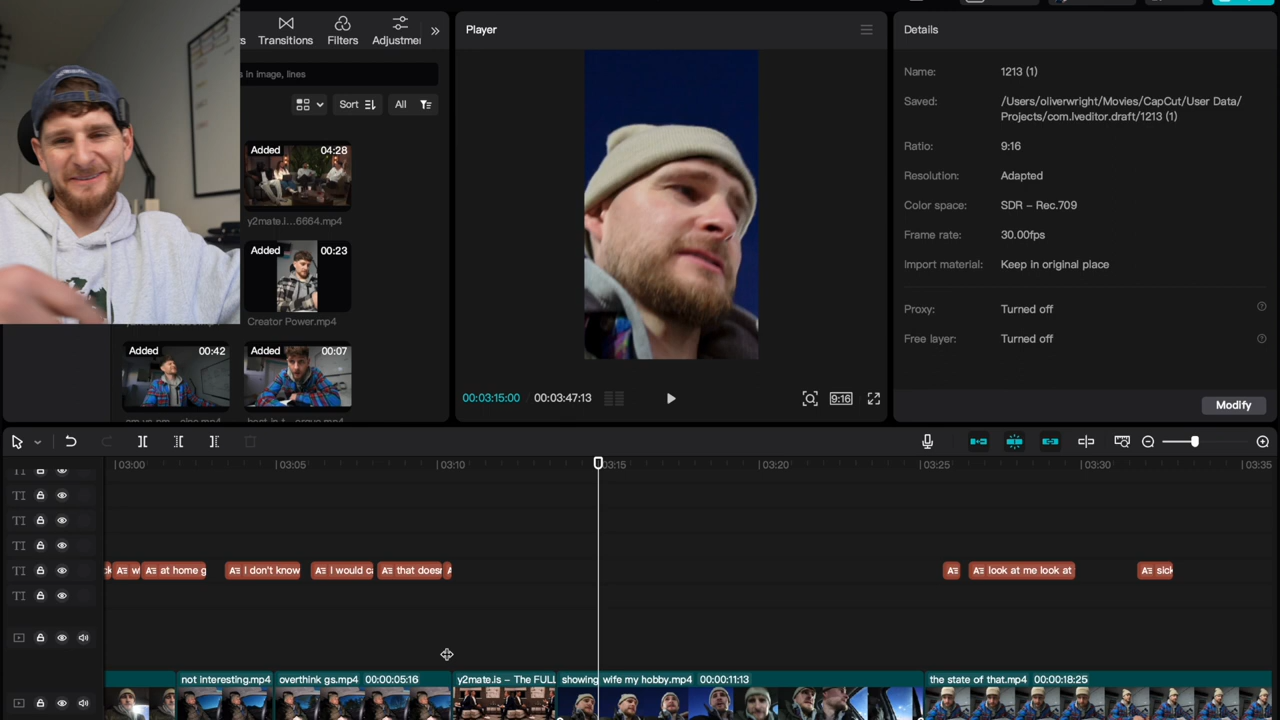 Transitions
Filters
Adjustmer
s in image, lines
Sort
All
Added 04:28
y2mate.i...6664.mp4
Added 00:23
Creator Power.mp4
Added 00:42
Added 00:07
Player
00:03:15:00 / 00:03:47:13
9:16
Details
Name: 1213 (1)
Saved: /Users/oliverwright/Movies/CapCut/User Data/
Projects/com.lveditor.draft/1213 (1)
Ratio: 9:16
Resolution: Adapted
Color space: SDR – Rec.709
Frame rate: 30.00fps
Import material: Keep in original place
Proxy: Turned off
Free layer: Turned off
Modify
03:00 03:05 03:10 03:15 03:20 03:25 03:30 03:35
at home g I don't know I would ca that doesn look at me look at sick
not interesting.mp4 overthink gs.mp4 00:00:05:16 y2mate.is – The FULL showing wife my hobby.mp4 00:00:11:13 the state of that.mp4 00:00:18:25